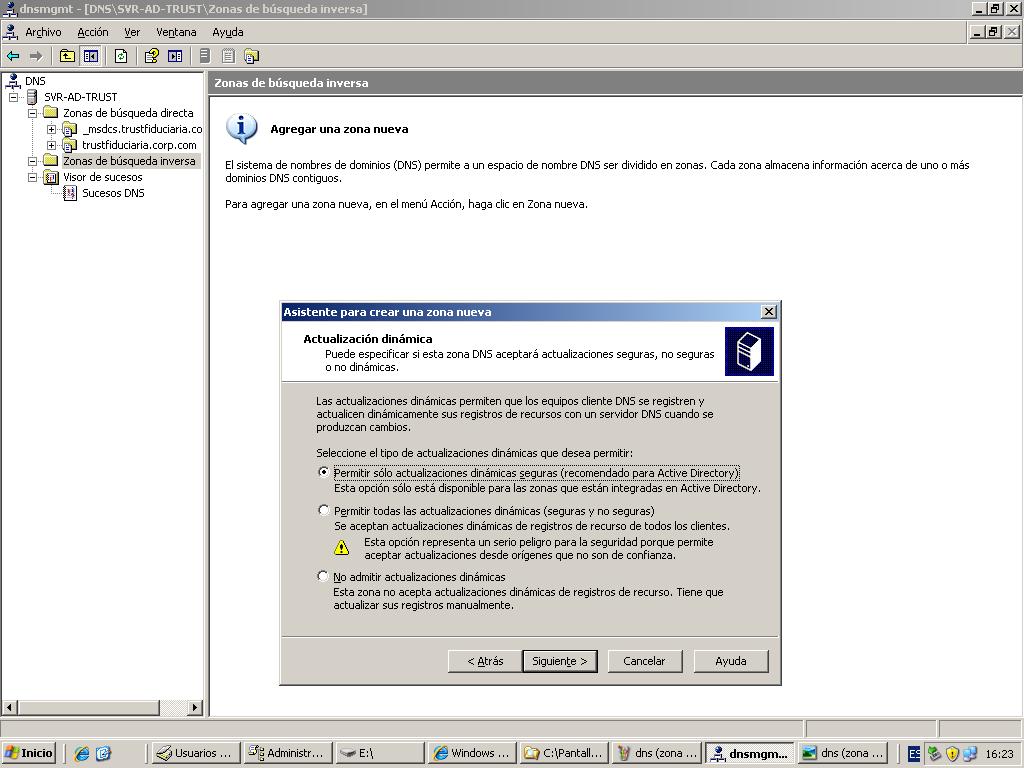 dnsmgmt - [DNS\SVR-AD-TRUST\Zonas de búsqueda inversa]
Archivo Acción Ver Ventana Ayuda
DNS
SVR-AD-TRUST
Zonas de búsqueda directa
_msdcs.trustfiduciaria.co
trustfiduciaria.corp.com
Zonas de búsqueda inversa
Visor de sucesos
Sucesos DNS
Zonas de búsqueda inversa
Agregar una zona nueva
El sistema de nombres de dominios (DNS) permite a un espacio de nombre DNS ser dividido en zonas. Cada zona almacena información acerca de uno o más
dominios DNS contiguos.
Para agregar una zona nueva, en el menú Acción, haga clic en Zona nueva.
Asistente para crear una zona nueva
Actualización dinámica
Puede especificar si esta zona DNS aceptará actualizaciones seguras, no seguras
o no dinámicas.
Las actualizaciones dinámicas permiten que los equipos cliente DNS se registren y
actualicen dinámicamente sus registros de recursos con un servidor DNS cuando se
produzcan cambios.
Seleccione el tipo de actualizaciones dinámicas que desea permitir:
Permitir sólo actualizaciones dinámicas seguras (recomendado para Active Directory)
Esta opción sólo está disponible para las zonas que están integradas en Active Directory.
Permitir todas las actualizaciones dinámicas (seguras y no seguras)
Se aceptan actualizaciones dinámicas de registros de recurso de todos los clientes.
Esta opción representa un serio peligro para la seguridad porque permite
aceptar actualizaciones desde orígenes que no son de confianza.
No admitir actualizaciones dinámicas
Esta zona no acepta actualizaciones dinámicas de registros de recurso. Tiene que
actualizar sus registros manualmente.
< Atrás Siguiente > Cancelar Ayuda
Inicio Usuarios ... Administr... E:\ Windows ... C:\Pantall... dns (zona ... dnsmgm... dns (zona ... ES 16:23